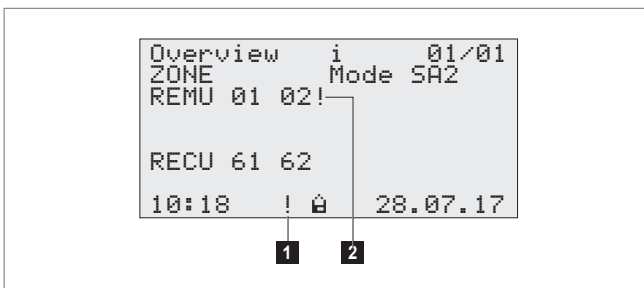 Overview i 01/01
ZONE Mode SA2
REMU 01 02!
RECU 61 62
10:18 ! 28.07.17
1 2